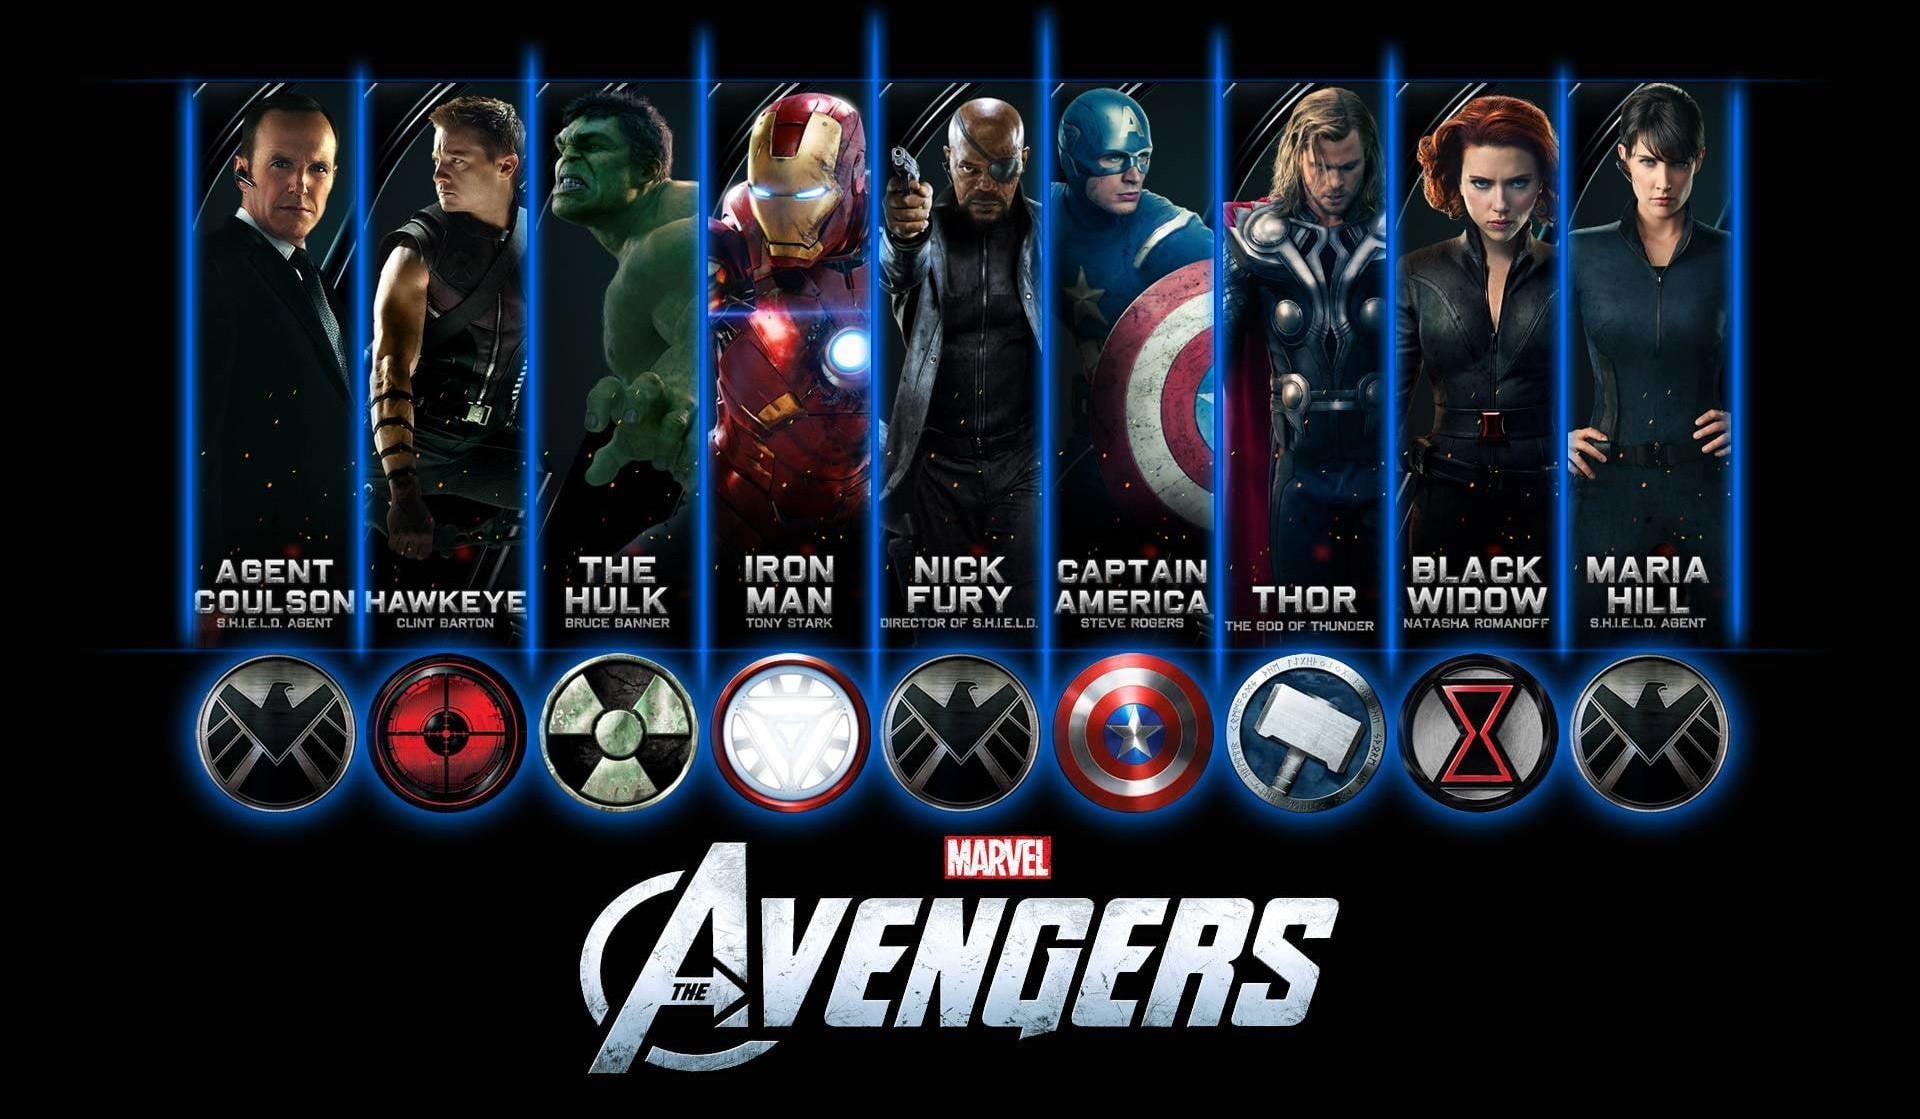 AGENT
COULSON
S.H.I.E.L.D. AGENT
HAWKEYE
CLINT BARTON
THE
HULK
BRUCE BANNER
IRON
MAN
TONY STARK
NICK
FURY
DIRECTOR OF S.H.I.E.L.D.
CAPTAIN
AMERICA
STEVE ROGERS
THOR
THE GOD OF THUNDER
BLACK
WIDOW
NATASHA ROMANOFF
MARIA
HILL
S.H.I.E.L.D. AGENT
A
MARVEL
THE AVENGERS